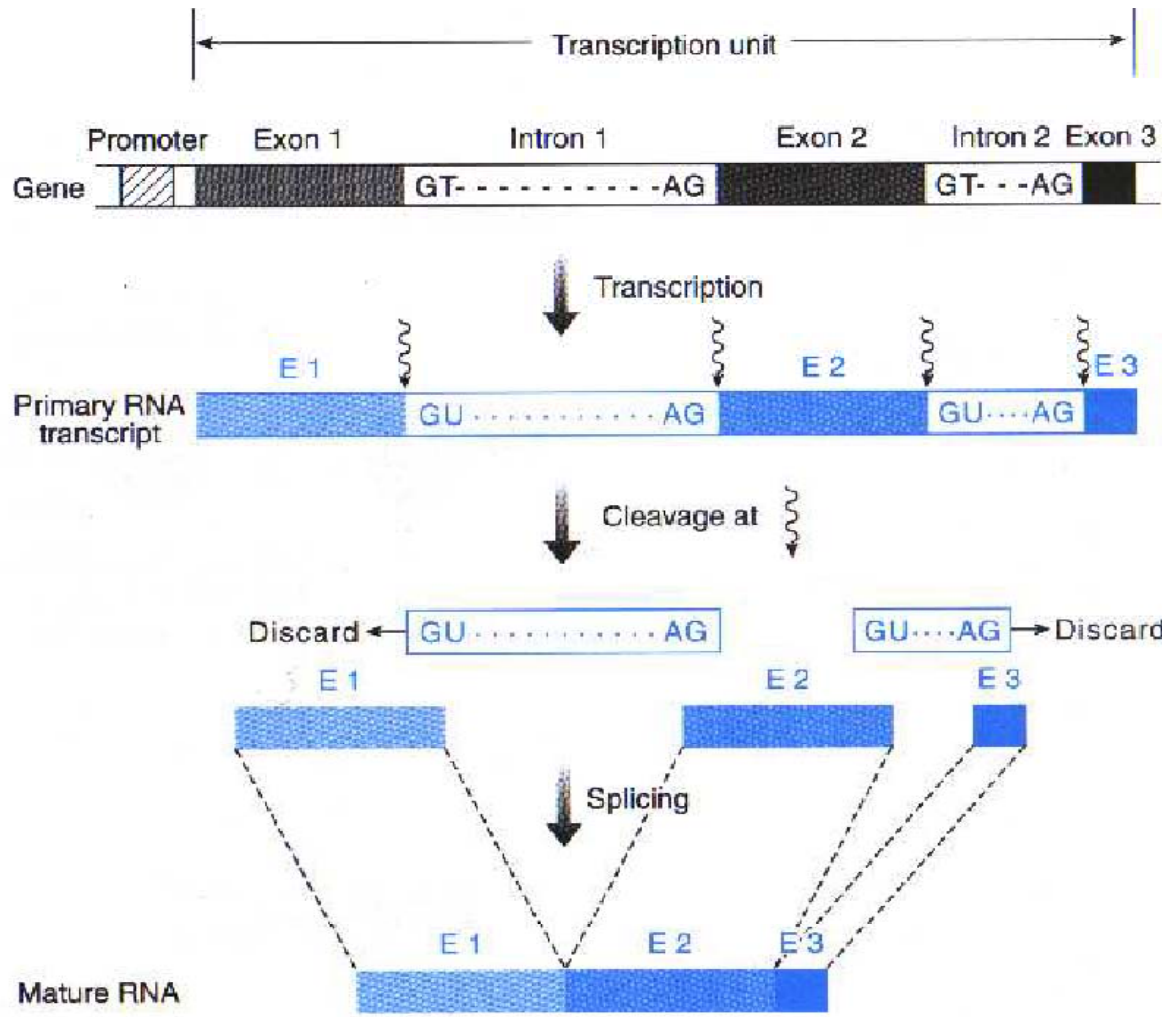 Transcription unit
Promoter Exon 1 Intron 1 Exon 2 Intron 2 Exon 3
Gene GT- - - - - - - - - - -AG GT- - -AG
Transcription
E 1 E 2 E 3
Primary RNA
transcript
GU · · · · · · · · · · · AG GU····AG
Cleavage at
Discard GU · · · · · · · · · · · AG GU····AG Discard
E 1 E 2 E 3
Splicing
E 1 E 2 E 3
Mature RNA